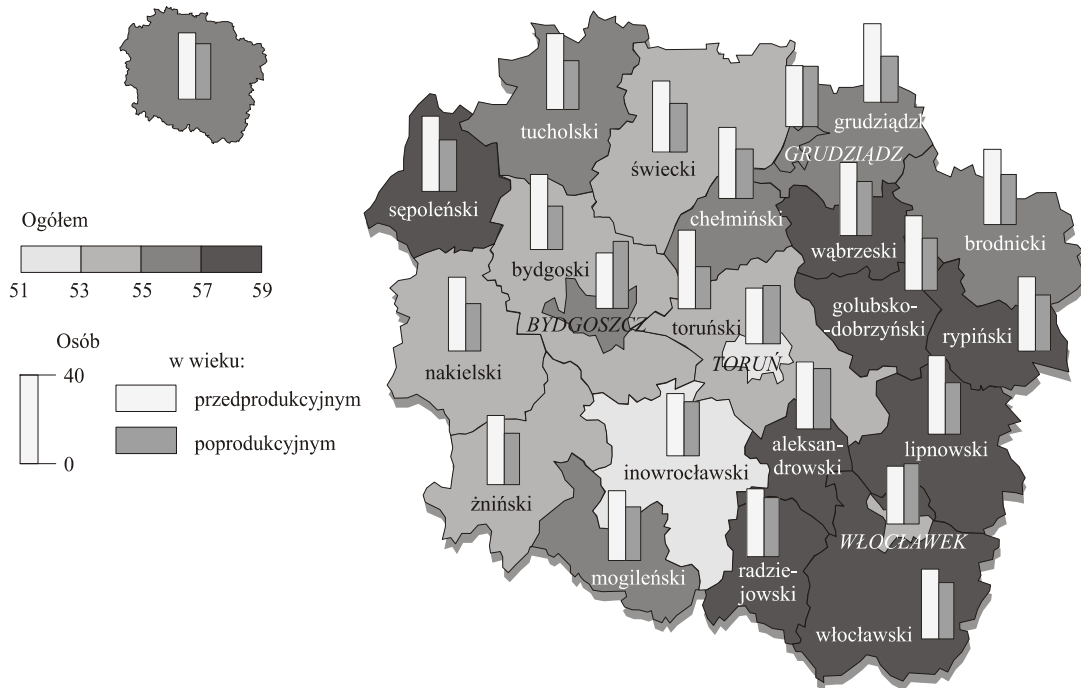 Ogółem
51 53 55 57 59
Osób
40
0
w wieku:
przedprodukcyjnym
poprodukcyjnym
tucholski
sępoleński
świecki
grudziądzk
GRUDZIĄDZ
chełmiński
wąbrzeski
brodnicki
bydgoski
BYDGOSZCZ
toruński
TORUŃ
golubsko-
-dobrzyński
rypiński
nakielski
żniński
inowrocławski
aleksan-
drowski
lipnowski
mogileński
radzie-
jowski
WŁOCŁAWEK
włocławski